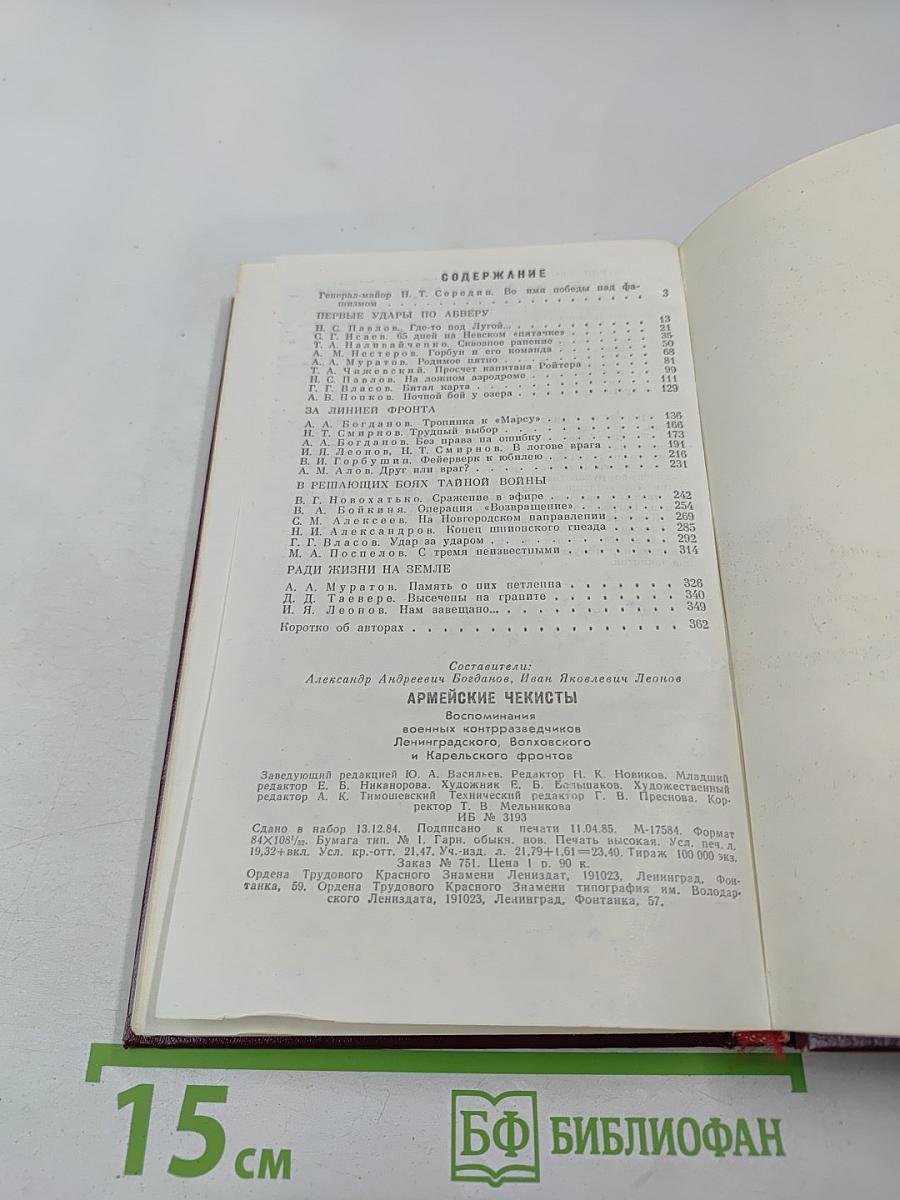 СОДЕРЖАНИЕ
Генерал-майор Н. Т. Середин. Во имя победы над фа-
шизмом . . . . . . . . . . . . . . . . 3
ПЕРВЫЕ УДАРЫ ПО АБВЕРУ
Н. С. Павлов. Где-то под Лугой... . . . . . . . . . 13
С. Г. Исаев. 65 дней на Невском «пятачке» . . . . . . 21
Т. А. Наливайченко. Сквозное ранение . . . . . . . 35
А. М. Нестеров. Горбун и его команда . . . . . . . 50
А. А. Муратов. Родимое пятно . . . . . . . . . 68
Т. А. Чижевский. Просчет капитана Ройтера . . . . . 81
Н. С. Павлов. На ложном аэродроме . . . . . . . 99
Г. Г. Власов. Битая карта . . . . . . . . . . 111
А. В. Попков. Ночной бой у озера . . . . . . . . 129
ЗА ЛИНИЕЙ ФРОНТА
А. А. Богданов. Тропинка к «Марсу» . . . . . . . 136
Н. Т. Смирнов. Трудный выбор . . . . . . . . . 166
А. А. Богданов. Без права на ошибку . . . . . . . 173
И. Я. Леонов, Н. Т. Смирнов. В логове врага . . . . 191
В. И. Горбушин. Фейерверк к юбилею . . . . . . . 216
А. М. Алов. Друг или враг? . . . . . . . . . . 231
В РЕШАЮЩИХ БОЯХ ТАЙНОЙ ВОЙНЫ
В. Г. Новохатько. Сражение в эфире . . . . . . . 242
В. А. Бойкиня. Операция «Возвращение» . . . . . . 254
С. М. Алексеев. На Новгородском направлении . . . . 269
Н. И. Александров. Конец шпионского гнезда . . . . . 285
Г. Г. Власов. Удар за ударом . . . . . . . . . 292
М. А. Поспелов. С тремя неизвестными . . . . . . . 314
РАДИ ЖИЗНИ НА ЗЕМЛЕ
А. А. Муратов. Память о них нетленна . . . . . . . 326
Д. Д. Таевере. Высечены на граните . . . . . . . 340
И. Я. Леонов. Нам завещано... . . . . . . . . . 349
Коротко об авторах . . . . . . . . . . . . . 362
Составители:
Александр Андреевич Богданов, Иван Яковлевич Леонов
АРМЕЙСКИЕ ЧЕКИСТЫ
Воспоминания
военных контрразведчиков
Ленинградского, Волховского
и Карельского фронтов
Заведующий редакцией Ю. А. Васильев. Редактор Н. К. Новиков. Младший
редактор Е. Б. Никанорова. Художник Е. Б. Большаков. Художественный
редактор А. К. Тимошевский Технический редактор Г. В. Преснова. Кор-
ректор Т. В. Мельникова
ИБ № 3193
Сдано в набор 13.12.84. Подписано к печати 11.04.85. М-17584. Формат
84×108¹/₃₂. Бумага тип. № 1. Гарн. обыкн. нов. Печать высокая. Усл. печ. л.
19,32+вкл. Усл. кр.-отт. 21,47. Уч.-изд. л. 21,79+1,61=23,40. Тираж 100 000 экз.
Заказ № 751. Цена 1 р. 90 к.
Ордена Трудового Красного Знамени Лениздат, 191023, Ленинград, Фон-
танка, 59. Ордена Трудового Красного Знамени типография им. Володар-
ского Лениздата, 191023, Ленинград, Фонтанка, 57.
15 см
БФ БИБЛИОФАН